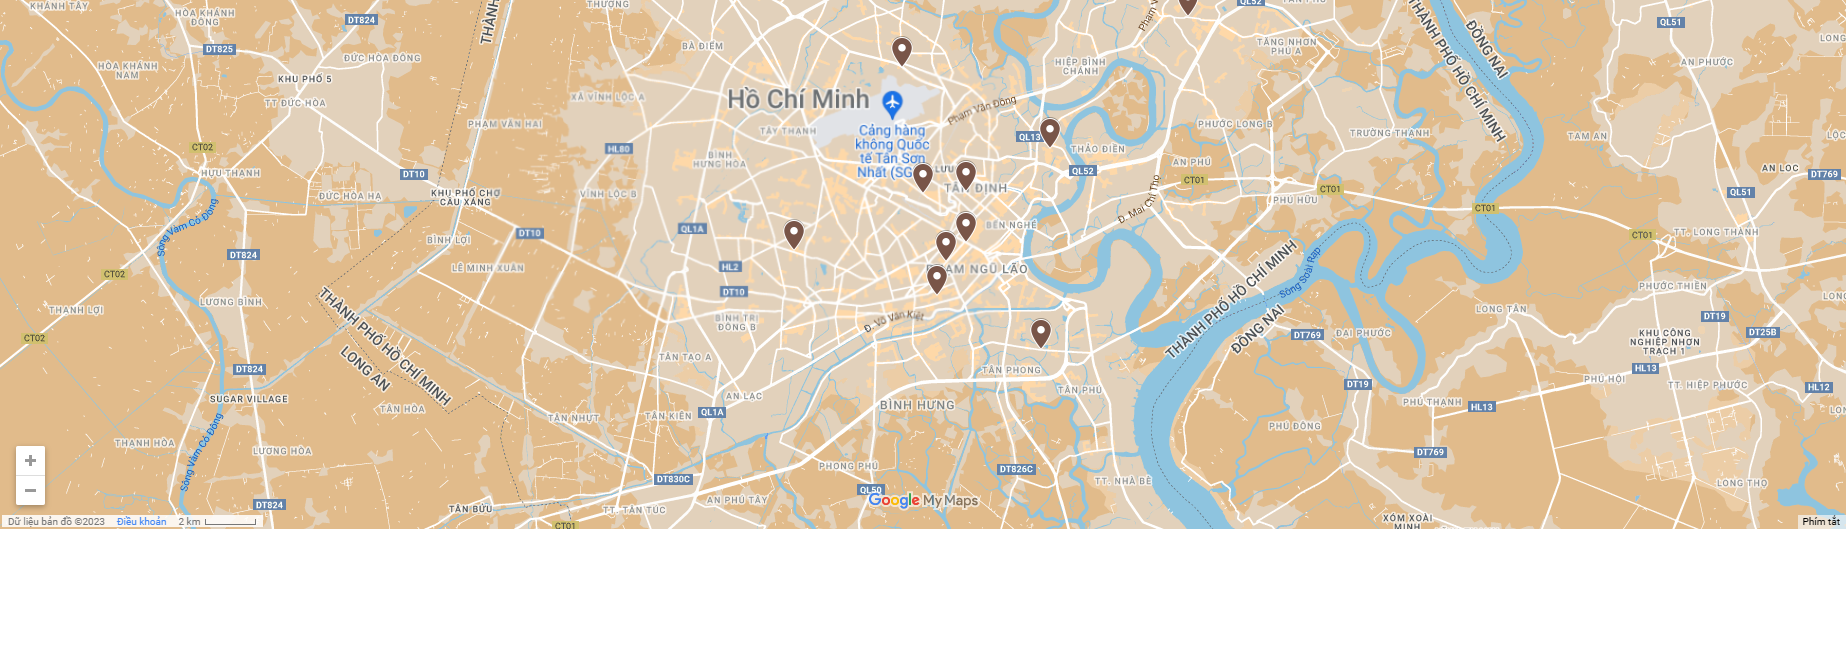 KHÁNH TÂY
HÒA KHÁNH
ĐÔNG
DT824
THƯỢNG
THÀNH
QL52
QL51
LONG
DT825
HÒA KHÁNH
NAM
ĐỨC HÒA ĐÔNG
KHU PHỐ 5
TT ĐỨC HÒA
BÀ ĐIỂM
HIỆP BÌNH
CHÁNH
TĂNG NHƠN
PHÚ A
ĐỒNG NAI
THÀNH PHỐ HỒ CHÍ MINH
AN PHƯỚC
XÃ VĨNH LỘC A
Hồ Chí Minh
Phạm Văn Đồng
PHẠM VĂN HAI
TÂY THẠNH
Cảng hàng
không Quốc
tế Tân Sơn
Nhất (SG
QL13
PHƯỚC LONG B
TRƯỜNG THẠNH
TAM AN
LỘC
CT02
HL80
BÌNH
HƯNG HÒA
THẢO ĐIỀN
HỰU THẠNH
DT10
LƯU
QL52
AN PHÚ
AN LOC
DT769
ĐỨC HÒA HẠ
KHU PHỐ CHỢ
CẦU XÁNG
VĨNH LỘC B
TÂN ĐỊNH
CT01
CT01
QL51
PHÚ HỮU
CT01
Sông Vàm Cỏ Đông
BẾN NGHÉ
Đ. Mai Chí Thọ
QL1A
DT10
BÌNH LỢI
CT01
TT. LONG THÀNH
DT824
LÊ MINH XUÂN
HL2
PHẠM NGŨ LÃO
CT02
Sông Soài Rạp
THÀNH PHỐ HỒ CHÍ MINH
ĐỒNG NAI
PHƯỚC THIỀN
LONG
DT10
LƯƠNG BÌNH
THẠNH LỢI
BÌNH TRỊ
ĐÔNG B
Đ. Võ Văn Kiệt
LONG TÂN
DT19
CT02
DT769
ĐẠI PHƯỚC
KHU CÔNG
NGHIỆP NHƠN
TRẠCH 1
DT25B
THÀNH PHỐ HỒ CHÍ MINH
LONG AN
TÂN TẠO A
DT824
TÂN PHONG
HL13
SUGAR VILLAGE
AN LẠC
TÂN PHÚ
DT19
PHÚ HỘI
TT. HIỆP PHƯỚC
HL12
TÂN HÒA
TÂN NHỰT
TÂN KIÊN
QL1A
BÌNH HƯNG
PHÚ THẠNH
HL13
LON
PHÚ ĐÔNG
THẠNH HÒA
LƯƠNG HÒA
DT769
Sông Vàm Cỏ Đông
PHONG PHÚ
DT826C
DT830C
TT. NHÀ BÈ
LONG THỌ
QL50
DT824
TÂN BỬU
TT. TÂN TÚC
AN PHÚ TÂY
Google My Maps
XÓM XOÀI
MINH
CT01
Dữ liệu bản đồ ©2023
Điều khoản
2 km
Phím tắt